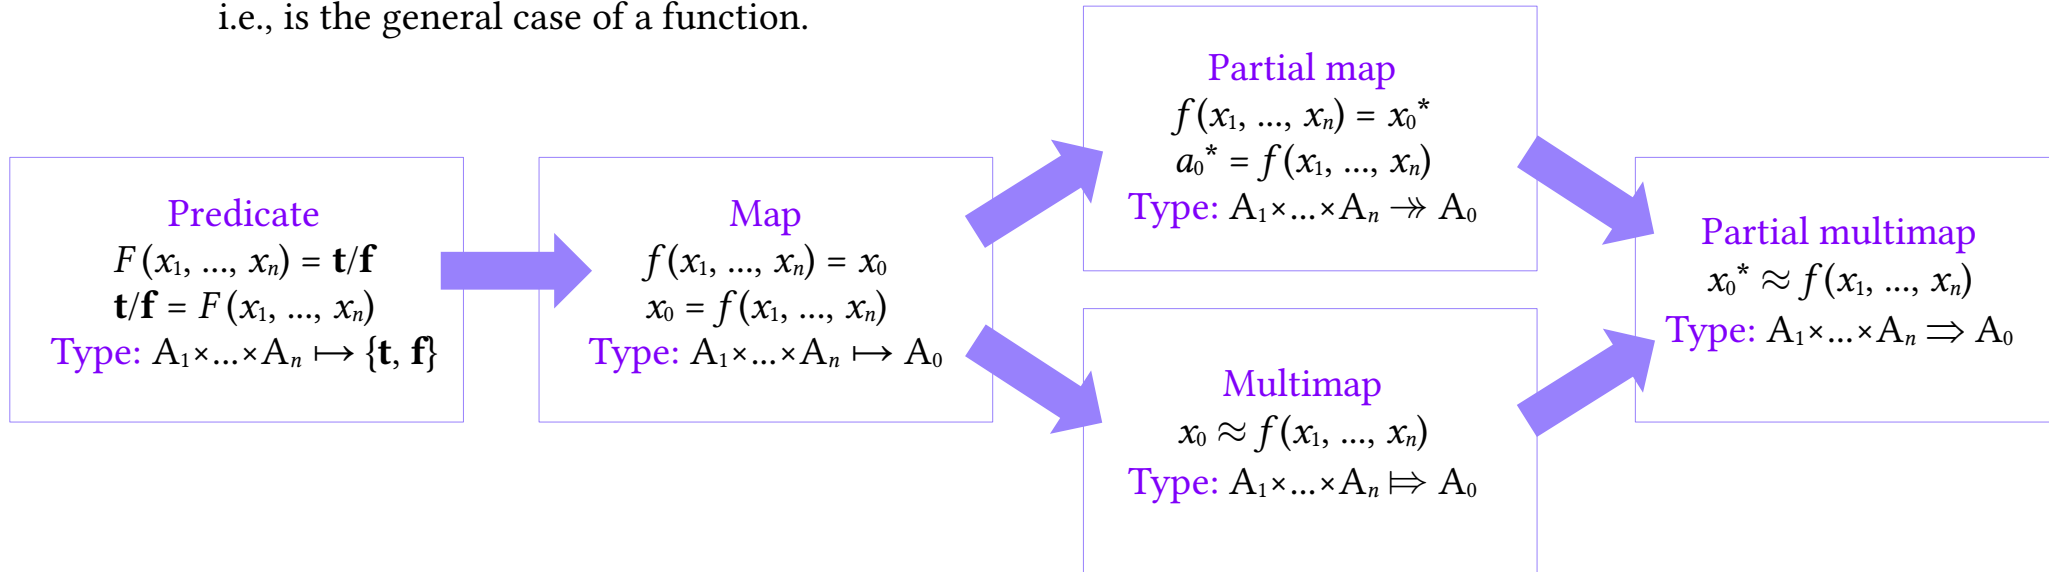 i.e., is the general case of a function.
Predicate
F(x₁, ..., xₙ) = t/f
t/f = F(x₁, ..., xₙ)
Type: A₁×...×Aₙ ↦ {t, f}
Map
f(x₁, ..., xₙ) = x₀
x₀ = f(x₁, ..., xₙ)
Type: A₁×...×Aₙ ↦ A₀
Partial map
f(x₁, ..., xₙ) = x₀*
a₀* = f(x₁, ..., xₙ)
Type: A₁×...×Aₙ ↠ A₀
Multimap
x₀ ≈ f(x₁, ..., xₙ)
Type: A₁×...×Aₙ ⤇ A₀
Partial multimap
x₀* ≈ f(x₁, ..., xₙ)
Type: A₁×...×Aₙ ⇒ A₀